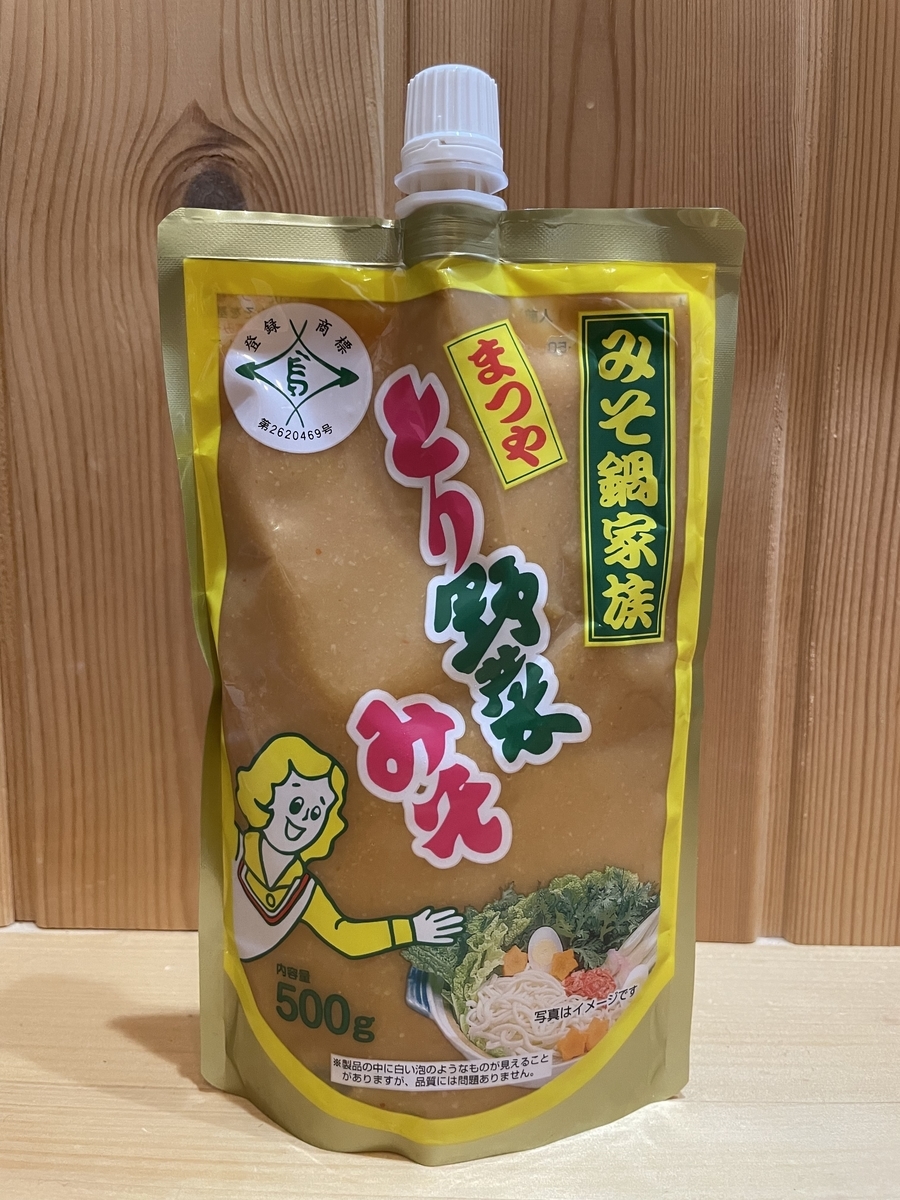 登録商標
鳥
第2620469号
まつや
とり野菜みそ
みそ鍋家族
内容量
500g
写真はイメージです
※製品の中に白い泡のようなものが見えること
がありますが、品質には問題ありません。